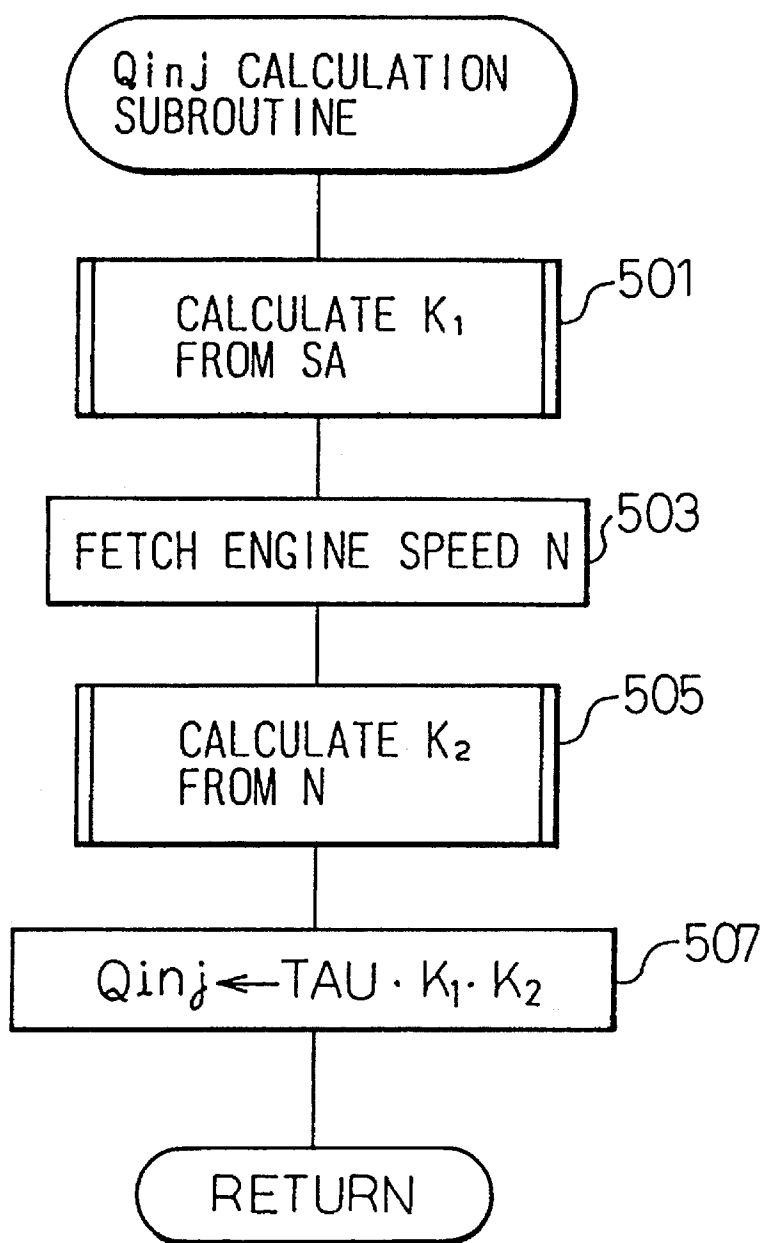 Qinj CALCULATION
SUBROUTINE
CALCULATE K₁
FROM SA
501
FETCH ENGINE SPEED N
503
CALCULATE K₂
FROM N
505
Qinj←TAU・K₁・K₂
507
RETURN